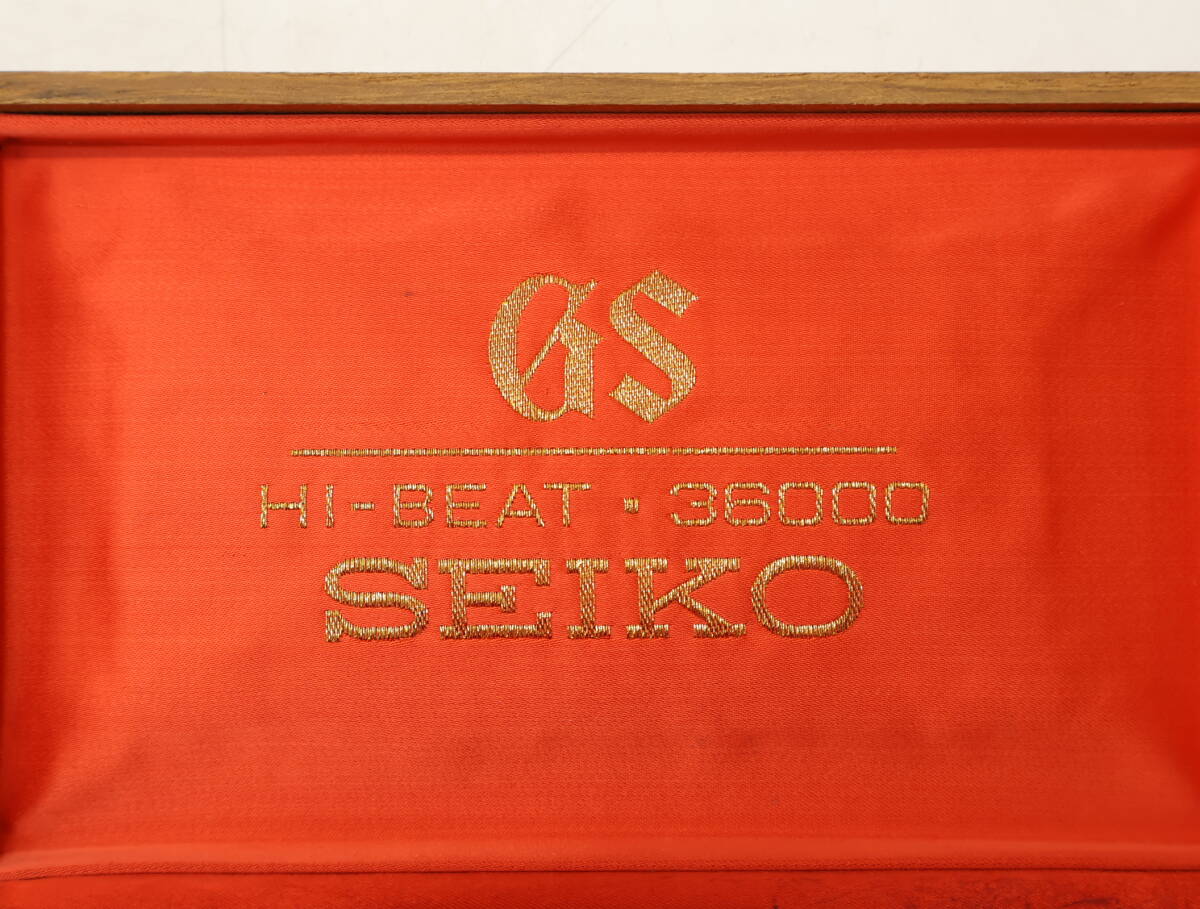 GS
HI-BEAT · 36000
SEIKO